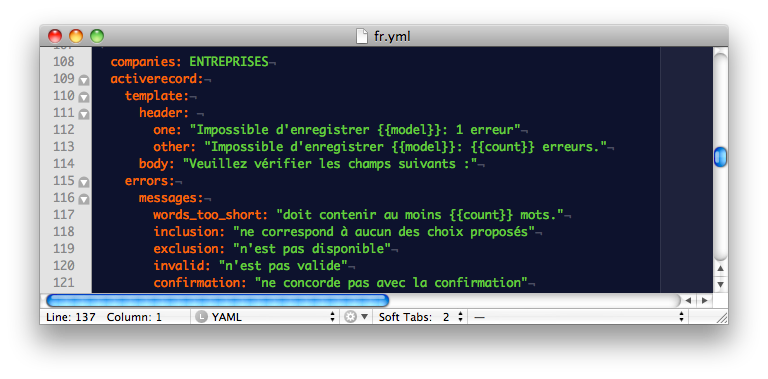 fr.yml
108 companies: ENTREPRISES¬
109 activerecord:¬
110 template:¬
111 header: ¬
112 one: "Impossible d'enregistrer {{model}}: 1 erreur"¬
113 other: "Impossible d'enregistrer {{model}}: {{count}} erreurs."¬
114 body: "Veuillez vérifier les champs suivants :"¬
115 errors:¬
116 messages:¬
117 words_too_short: "doit contenir au moins {{count}} mots."¬
118 inclusion: "ne correspond à aucun des choix proposés"¬
119 exclusion: "n'est pas disponible"¬
120 invalid: "n'est pas valide"¬
121 confirmation: "ne concorde pas avec la confirmation"¬
Line: 137 Column: 1 L YAML Soft Tabs: 2 —